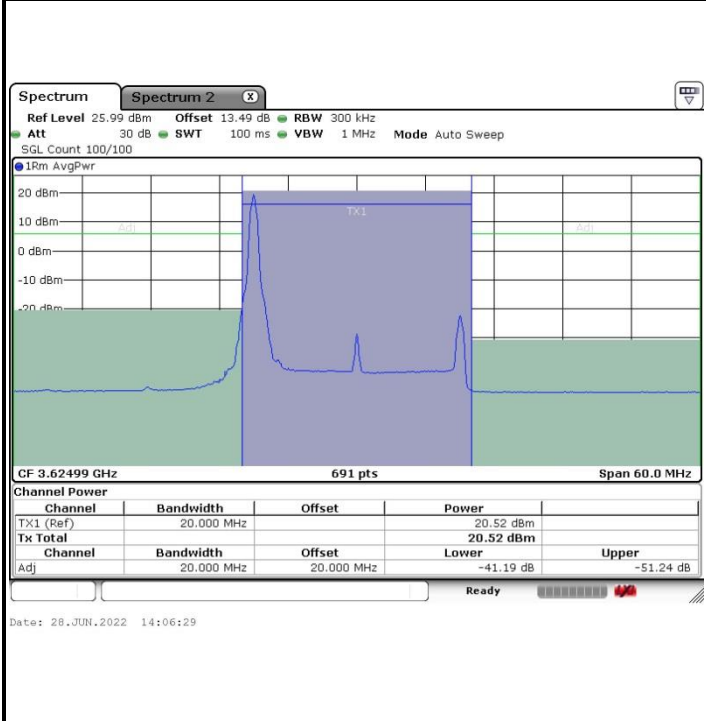 Spectrum Spectrum 2 X
Ref Level 25.99 dBm Offset 13.49 dB RBW 300 kHz
Att 30 dB SWT 100 ms VBW 1 MHz Mode Auto Sweep
SGL Count 100/100
1Rm AvgPwr
20 dBm
TX1
10 dBm
Adj Adj
0 dBm
-10 dBm
-20 dBm
CF 3.62499 GHz 691 pts Span 60.0 MHz
Channel Power
Channel Bandwidth Offset Power
TX1 (Ref) 20.000 MHz 20.52 dBm
Tx Total 20.52 dBm
Channel Bandwidth Offset Lower Upper
Adj 20.000 MHz 20.000 MHz -41.19 dB -51.24 dB
Ready
Date: 28.JUN.2022 14:06:29